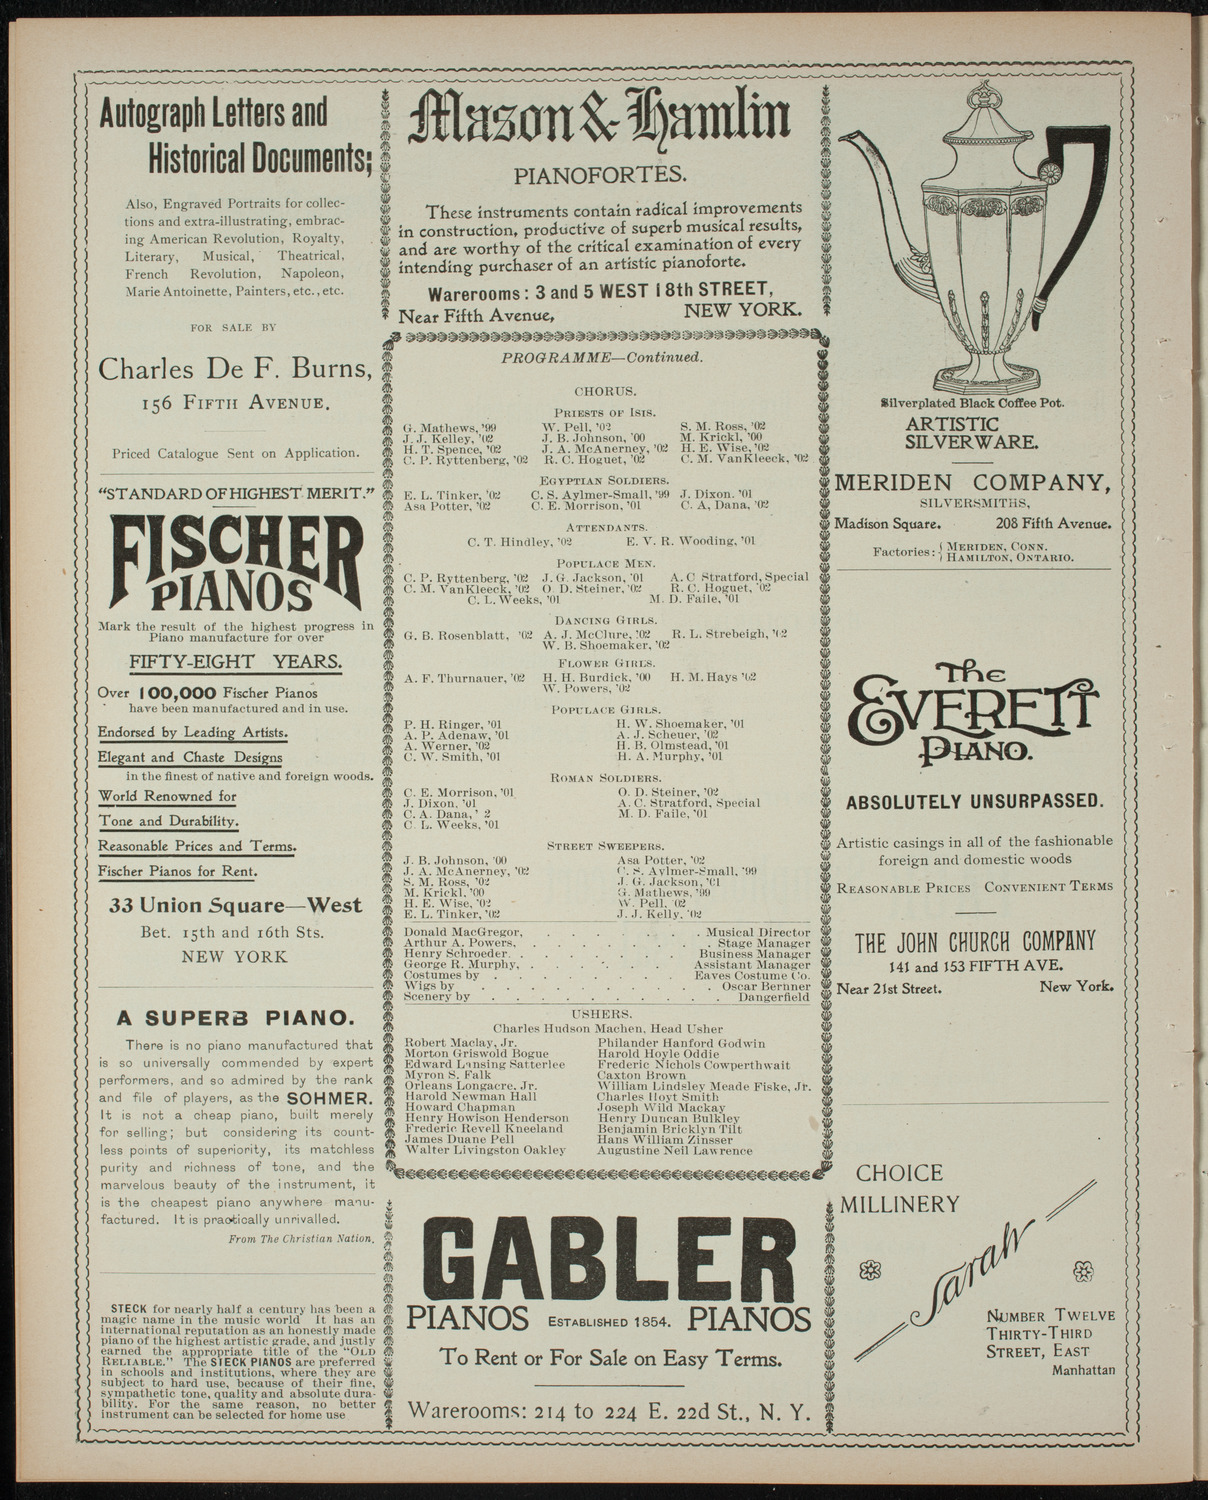 Autograph Letters and
Historical Documents;
Also, Engraved Portraits for collec-
tions and extra-illustrating, embrac-
ing American Revolution, Royalty,
Literary, Musical, Theatrical,
French Revolution, Napoleon,
Marie Antoinette, Painters, etc., etc.
FOR SALE BY
Charles De F. Burns,
156 FIFTH AVENUE.
Priced Catalogue Sent on Application.
"STANDARD OF HIGHEST MERIT."
FISCHER
PIANOS
Mark the result of the highest progress in
Piano manufacture for over
FIFTY-EIGHT YEARS.
Over 100,000 Fischer Pianos
have been manufactured and in use.
Endorsed by Leading Artists.
Elegant and Chaste Designs
in the finest of native and foreign woods.
World Renowned for
Tone and Durability.
Reasonable Prices and Terms.
Fischer Pianos for Rent.
33 Union Square—West
Bet. 15th and 16th Sts.
NEW YORK
A SUPERB PIANO.
There is no piano manufactured that
is so universally commended by expert
performers, and so admired by the rank
and file of players, as the SOHMER.
It is not a cheap piano, built merely
for selling; but considering its count-
less points of superiority, its matchless
purity and richness of tone, and the
marvelous beauty of the instrument, it
is the cheapest piano anywhere manu-
factured. It is practically unrivalled.
From The Christian Nation.
STECK for nearly half a century has been a
magic name in the music world It has an
international reputation as an honestly made
piano of the highest artistic grade, and justly
earned the appropriate title of the "OLD
RELIABLE." The STECK PIANOS are preferred
in schools and institutions, where they are
subject to hard use, because of their fine,
sympathetic tone, quality and absolute dura-
bility. For the same reason, no better
instrument can be selected for home use
Mason & Hamlin
PIANOFORTES.
These instruments contain radical improvements
in construction, productive of superb musical results,
and are worthy of the critical examination of every
intending purchaser of an artistic pianoforte.
Warerooms: 3 and 5 WEST 18th STREET,
Near Fifth Avenue, NEW YORK.
PROGRAMME—Continued.
CHORUS.
PRIESTS OF ISIS.
G. Mathews, '99 W. Pell, '02 S. M. Ross, '02
J. J. Kelley, '02 J. B. Johnson, '00 M. Krickl, '00
H. T. Spence, '02 J. A. McAnerney, '02 H. E. Wise, '02
C. P. Ryttenberg, '02 R. C. Hoguet, '02 C. M. VanKleeck, '02
EGYPTIAN SOLDIERS.
E. L. Tinker, '02 C. S. Aylmer-Small, '99 J. Dixon. '01
Asa Potter, '02 C. E. Morrison, '01 C. A, Dana, '02
ATTENDANTS.
C. T. Hindley, '02 E. V. R. Wooding, '01
POPULACE MEN.
C. P. Ryttenberg, '02 J. G. Jackson, '01 A. C Stratford, Special
C. M. VanKleeck, '02 O. D. Steiner, '02 R. C. Hoguet, '02
C. L. Weeks, '01 M. D. Faile, '01
DANCING GIRLS.
G. B. Rosenblatt, '02 A. J. McClure, '02 R. L. Strebeigh, '02
W. B. Shoemaker, '02
FLOWER GIRLS.
A. F. Thurnauer, '02 H. H. Burdick, '00 H. M. Hays '02
W. Powers, '02
POPULACE GIRLS.
P. H. Ringer, '01 H. W. Shoemaker, '01
A. P. Adenaw, '01 A. J. Scheuer, '02
A. Werner, '02 H. B. Olmstead, '01
C. W. Smith, '01 H. A. Murphy, '01
ROMAN SOLDIERS.
C. E. Morrison, '01 O. D. Steiner, '02
J. Dixon, '01 A. C. Stratford, Special
C. A. Dana, ' 2 M. D. Faile, '01
C. L. Weeks, '01
STREET SWEEPERS.
J. B. Johnson, '00 Asa Potter, '02
J. A. McAnerney, '02 C. S. Aylmer-Small, '99
S. M. Ross, '02 J. G. Jackson, '01
M. Krickl, '00 G. Mathews, '99
H. E. Wise, '02 W. Pell, '02
E. L. Tinker, '02 J. J. Kelly, '02
Donald MacGregor, . . . . . . . Musical Director
Arthur A. Powers, . . . . . . . Stage Manager
Henry Schroeder. . . . . . . . Business Manager
George R. Murphy, . . . . . . Assistant Manager
Costumes by . . . . . . . Eaves Costume Co.
Wigs by . . . . . . . . Oscar Bernner
Scenery by . . . . . . . . . Dangerfield
USHERS.
Charles Hudson Machen, Head Usher
Robert Maclay, Jr. Philander Hanford Godwin
Morton Griswold Bogue Harold Hoyle Oddie
Edward Lansing Satterlee Frederic Nichols Cowperthwait
Myron S. Falk Caxton Brown
Orleans Longacre, Jr. William Lindsley Meade Fiske, Jr.
Harold Newman Hall Charles Hoyt Smith
Howard Chapman Joseph Wild Mackay
Henry Howison Henderson Henry Duncan Bulkley
Frederic Revell Kneeland Benjamin Bricklyn Tilt
James Duane Pell Hans William Zinsser
Walter Livingston Oakley Augustine Neil Lawrence
GABLER
PIANOS ESTABLISHED 1854. PIANOS
To Rent or For Sale on Easy Terms.
Warerooms: 214 to 224 E. 22d St., N. Y.
Silverplated Black Coffee Pot.
ARTISTIC
SILVERWARE.
MERIDEN COMPANY,
SILVERSMITHS,
Madison Square. 208 Fifth Avenue.
Factories: { MERIDEN, CONN.
HAMILTON, ONTARIO.
The
EVERETT
PIANO.
ABSOLUTELY UNSURPASSED.
Artistic casings in all of the fashionable
foreign and domestic woods
REASONABLE PRICES CONVENIENT TERMS
THE JOHN CHURCH COMPANY
141 and 153 FIFTH AVE.
Near 21st Street. New York.
CHOICE
MILLINERY
Sarah
NUMBER TWELVE
THIRTY-THIRD
STREET, EAST
Manhattan